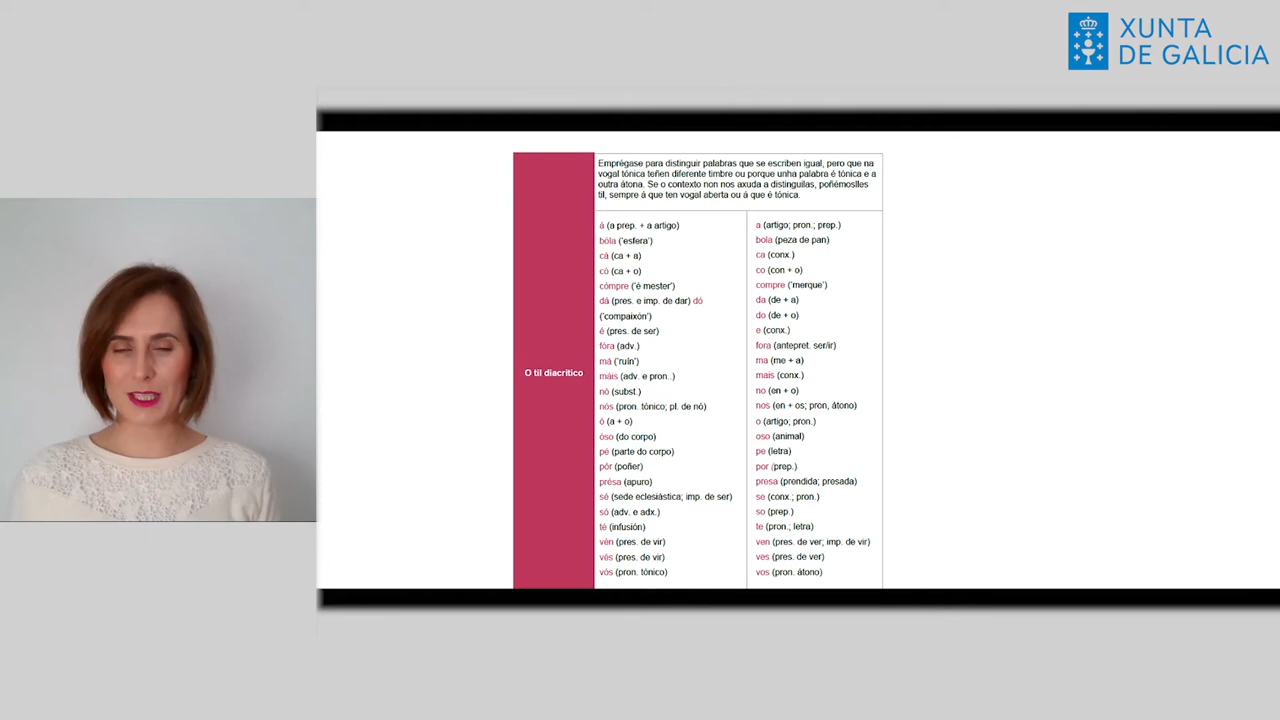 XUNTA
DE GALICIA
Emprégase para distinguir palabras que se escriben igual, pero que na
vogal tónica teñen diferente timbre ou porque unha palabra é tónica e a
outra átona. Se o contexto non nos axuda a distinguilas, poñémoslles
til, sempre á que ten vogal aberta ou á que é tónica.
O til diacrítico
á (a prep. + a artigo)
bóla (‘esfera’)
cá (ca + a)
có (ca + o)
cómpre (‘é mester’)
dá (pres. e imp. de dar) dó
(‘compaixón’)
é (pres. de ser)
fóra (adv.)
má (‘ruín’)
máis (adv. e pron..)
nó (subst.)
nós (pron. tónico; pl. de nó)
ó (a + o)
óso (do corpo)
pé (parte do corpo)
pór (poñer)
présa (apuro)
sé (sede eclesiástica; imp. de ser)
só (adv. e adx.)
té (infusión)
vén (pres. de vir)
vés (pres. de vir)
vós (pron. tónico)
a (artigo; pron.; prep.)
bola (peza de pan)
ca (conx.)
co (con + o)
compre (‘merque’)
da (de + a)
do (de + o)
e (conx.)
fora (antepret. ser/ir)
ma (me + a)
mais (conx.)
no (en + o)
nos (en + os; pron, átono)
o (artigo; pron.)
oso (animal)
pe (letra)
por (prep.)
presa (prendida; presada)
se (conx.; pron.)
so (prep.)
te (pron.; letra)
ven (pres. de ver; imp. de vir)
ves (pres. de ver)
vos (pron. átono)